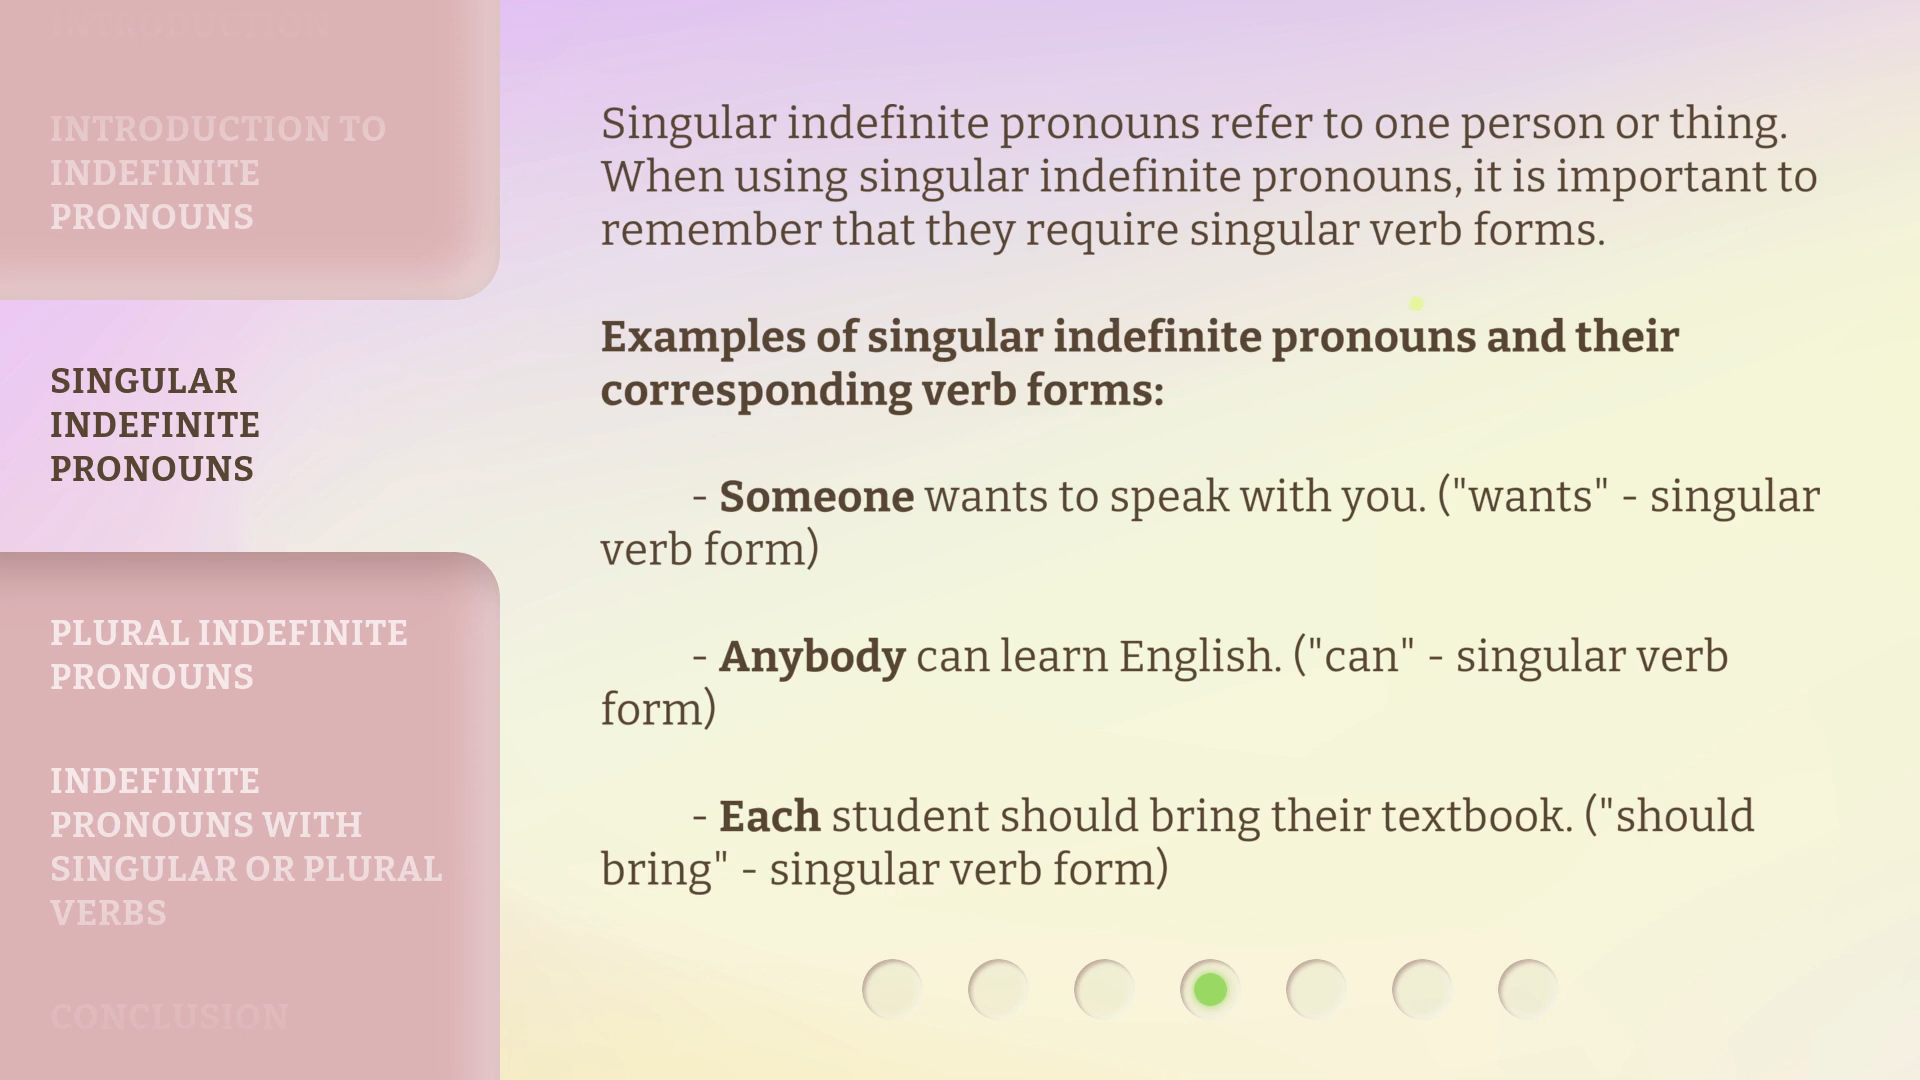 INTRODUCTION
INTRODUCTION TO
INDEFINITE
PRONOUNS
SINGULAR
INDEFINITE
PRONOUNS
PLURAL INDEFINITE
PRONOUNS
INDEFINITE
PRONOUNS WITH
SINGULAR OR PLURAL
VERBS
CONCLUSION
Singular indefinite pronouns refer to one person or thing.
When using singular indefinite pronouns, it is important to
remember that they require singular verb forms.
Examples of singular indefinite pronouns and their
corresponding verb forms:
- Someone wants to speak with you. ("wants" - singular
verb form)
- Anybody can learn English. ("can" - singular verb
form)
- Each student should bring their textbook. ("should
bring" - singular verb form)